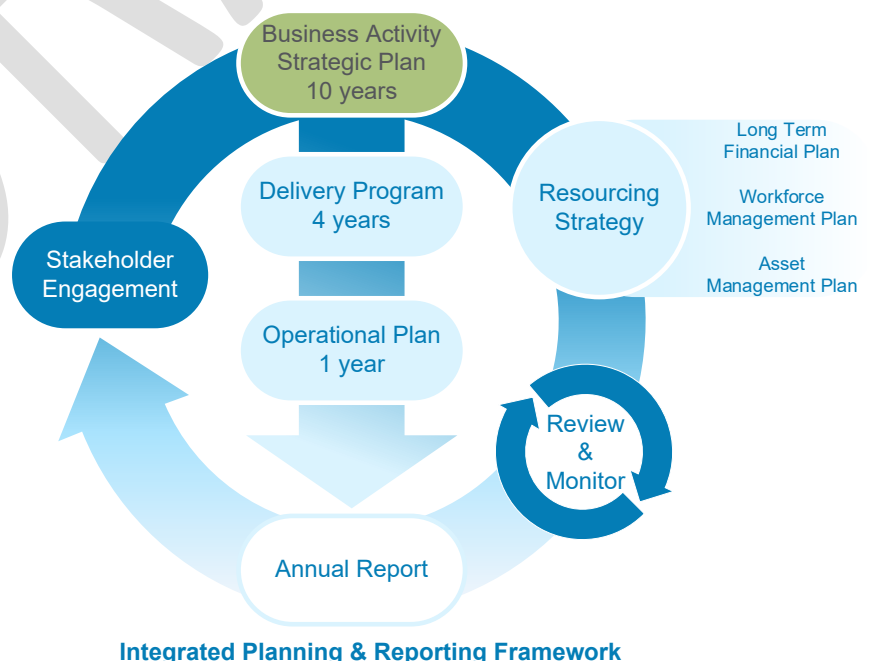 Business Activity
Strategic Plan
10 years
Delivery Program
4 years
Resourcing
Strategy
Long Term
Financial Plan
Workforce
Management Plan
Asset
Management Plan
Stakeholder
Engagement
Operational Plan
1 year
Review
&
Monitor
Annual Report
Integrated Planning & Reporting Framework